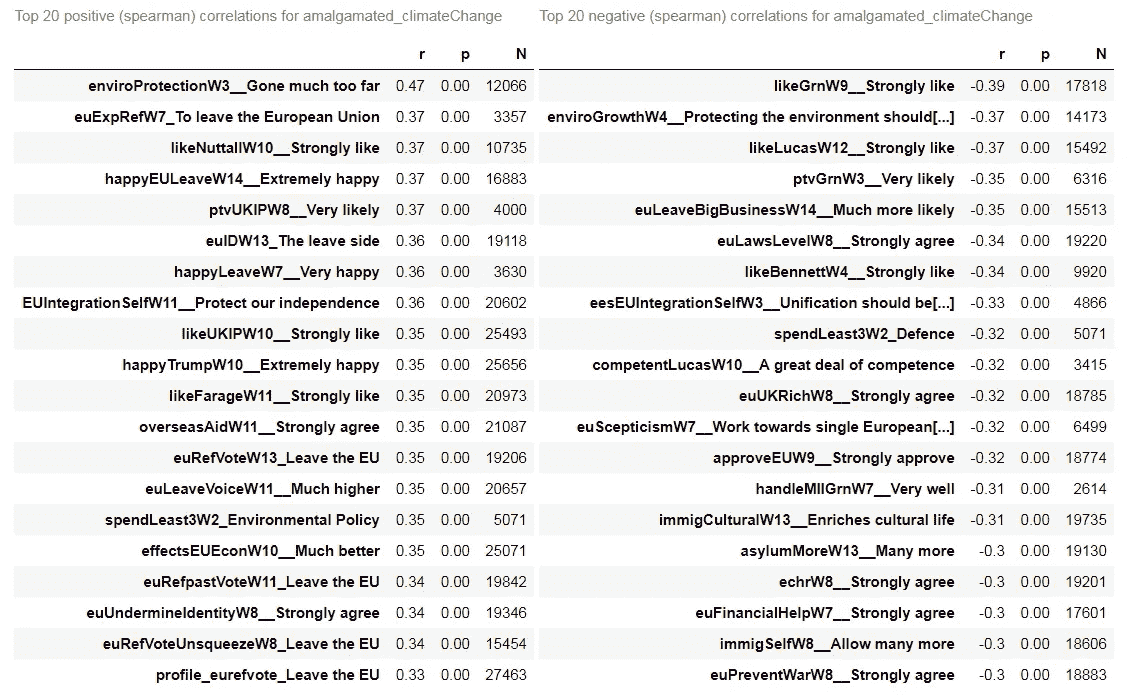 Top 20 positive (spearman) correlations for amalgamated_climateChange
r p N
enviroProtectionW3__Gone much too far 0.47 0.00 12066
euExpRefW7_To leave the European Union 0.37 0.00 3357
likeNuttallW10__Strongly like 0.37 0.00 10735
happyEULeaveW14__Extremely happy 0.37 0.00 16883
ptvUKIPW8__Very likely 0.37 0.00 4000
euIDW13_The leave side 0.36 0.00 19118
happyLeaveW7__Very happy 0.36 0.00 3630
EUIntegrationSelfW11__Protect our independence 0.36 0.00 20602
likeUKIPW10__Strongly like 0.35 0.00 25493
happyTrumpW10__Extremely happy 0.35 0.00 25656
likeFarageW11__Strongly like 0.35 0.00 20973
overseasAidW11__Strongly agree 0.35 0.00 21087
euRefVoteW13_Leave the EU 0.35 0.00 19206
euLeaveVoiceW11__Much higher 0.35 0.00 20657
spendLeast3W2_Environmental Policy 0.35 0.00 5071
effectsEUEconW10__Much better 0.35 0.00 25071
euRefpastVoteW11_Leave the EU 0.34 0.00 19842
euUndermineIdentityW8__Strongly agree 0.34 0.00 19346
euRefVoteUnsqueezeW8_Leave the EU 0.34 0.00 15454
profile_eurefvote_Leave the EU 0.33 0.00 27463
Top 20 negative (spearman) correlations for amalgamated_climateChange
r p N
likeGrnW9__Strongly like -0.39 0.00 17818
enviroGrowthW4__Protecting the environment should[...] -0.37 0.00 14173
likeLucasW12__Strongly like -0.37 0.00 15492
ptvGrnW3__Very likely -0.35 0.00 6316
euLeaveBigBusinessW14__Much more likely -0.35 0.00 15513
euLawsLevelW8__Strongly agree -0.34 0.00 19220
likeBennettW4__Strongly like -0.34 0.00 9920
eesEUIntegrationSelfW3__Unification should be[...] -0.33 0.00 4866
spendLeast3W2_Defence -0.32 0.00 5071
competentLucasW10__A great deal of competence -0.32 0.00 3415
euUKRichW8__Strongly agree -0.32 0.00 18785
euScepticismW7__Work towards single European[...] -0.32 0.00 6499
approveEUW9__Strongly approve -0.32 0.00 18774
handleMIIGrnW7__Very well -0.31 0.00 2614
immigCulturalW13__Enriches cultural life -0.31 0.00 19735
asylumMoreW13__Many more -0.3 0.00 19130
echrW8__Strongly agree -0.3 0.00 19201
euFinancialHelpW7__Strongly agree -0.3 0.00 17601
immigSelfW8__Allow many more -0.3 0.00 18606
euPreventWarW8__Strongly agree -0.3 0.00 18883